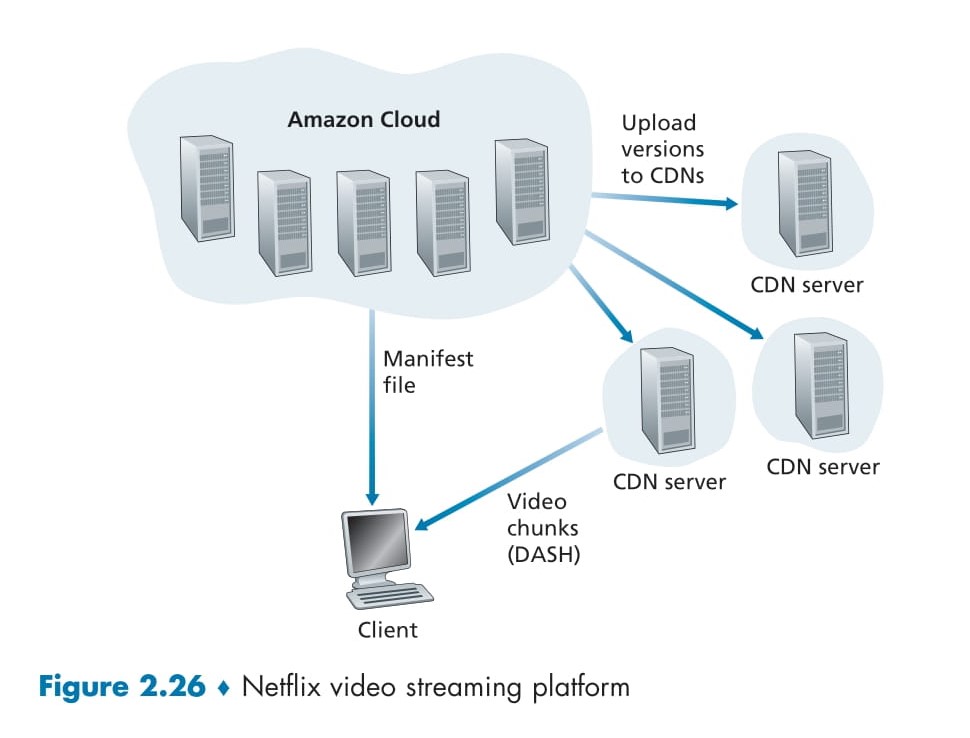 Amazon Cloud
Upload
versions
to CDNs
CDN server
Manifest
file
CDN server
CDN server
Video
chunks
(DASH)
Client
Figure 2.26 ♦ Netflix video streaming platform